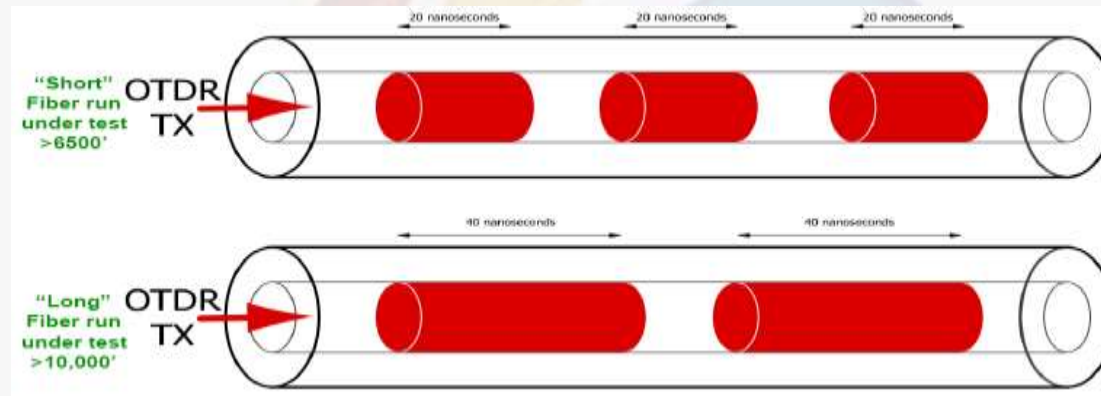 20 nanoseconds 20 nanoseconds 20 nanoseconds
“Short”
Fiber run
under test
>6500’
OTDR
TX
40 nanoseconds 40 nanoseconds
“Long”
Fiber run
under test
>10,000’
OTDR
TX